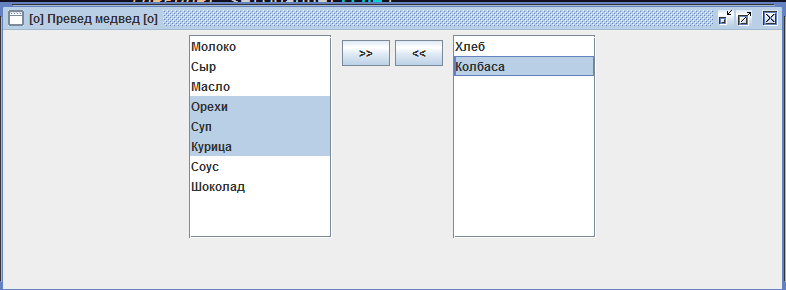 [o] Превед медвед [o]
Молоко
Сыр
Масло
Орехи
Суп
Курица
Соус
Шоколад
>>
<<
Хлеб
Колбаса